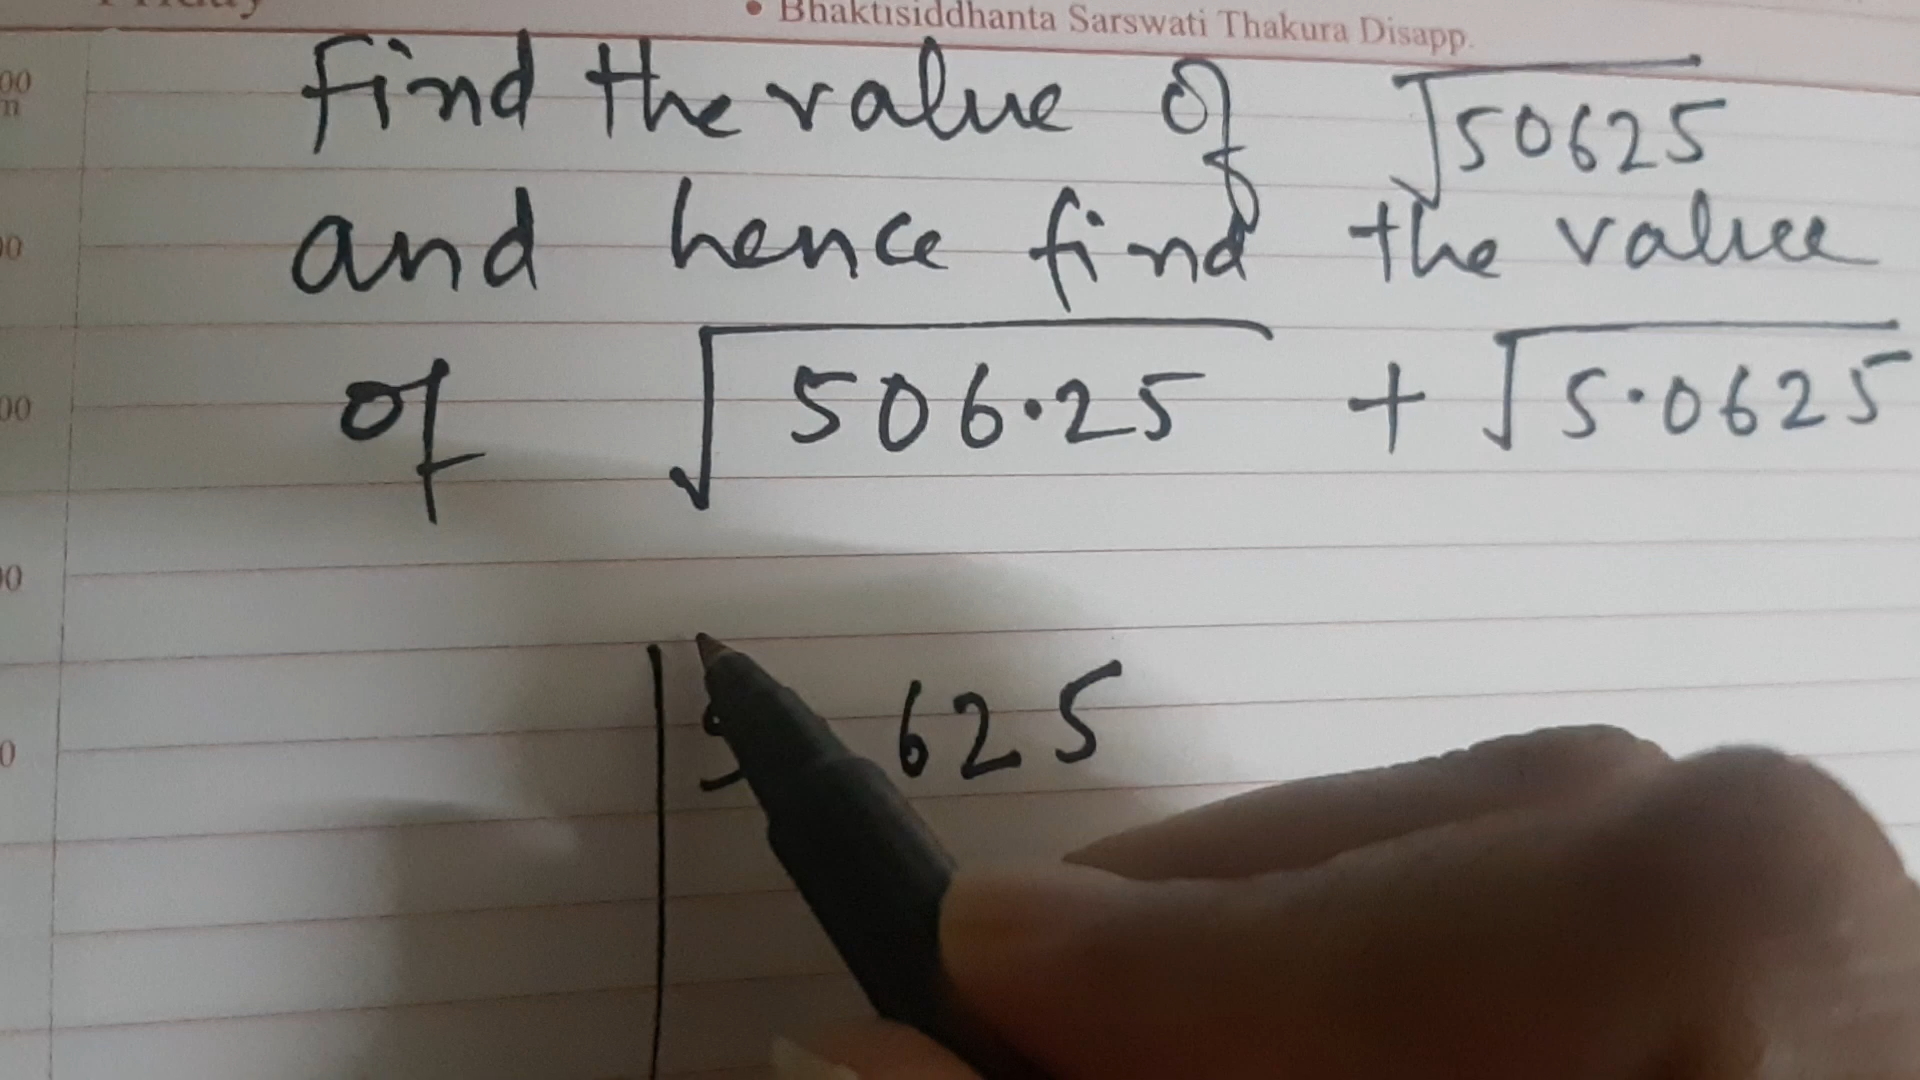 • Bhaktisiddhanta Sarswati Thakura Disapp.
find the value of √50625
and hence find the value
of √506.25 + √5.0625
625